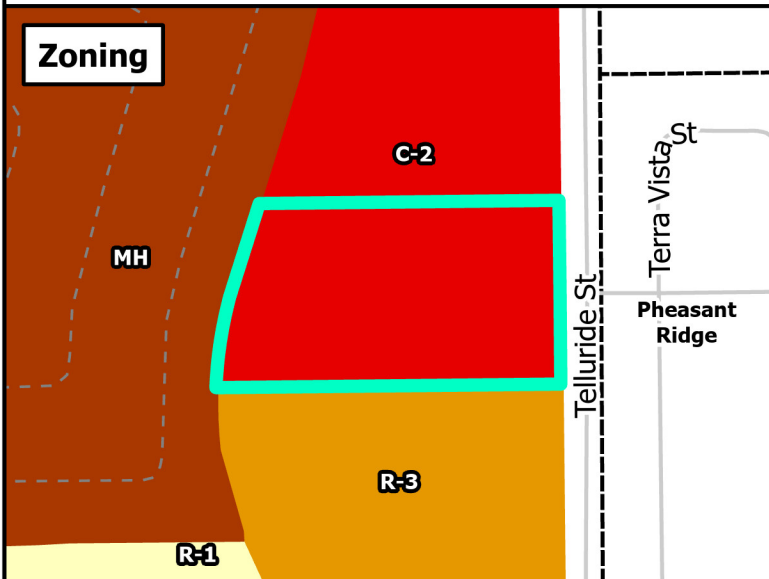 Zoning
C-2
St
Terra Vista
MH
Telluride St
Pheasant
Ridge
R-3
R-1